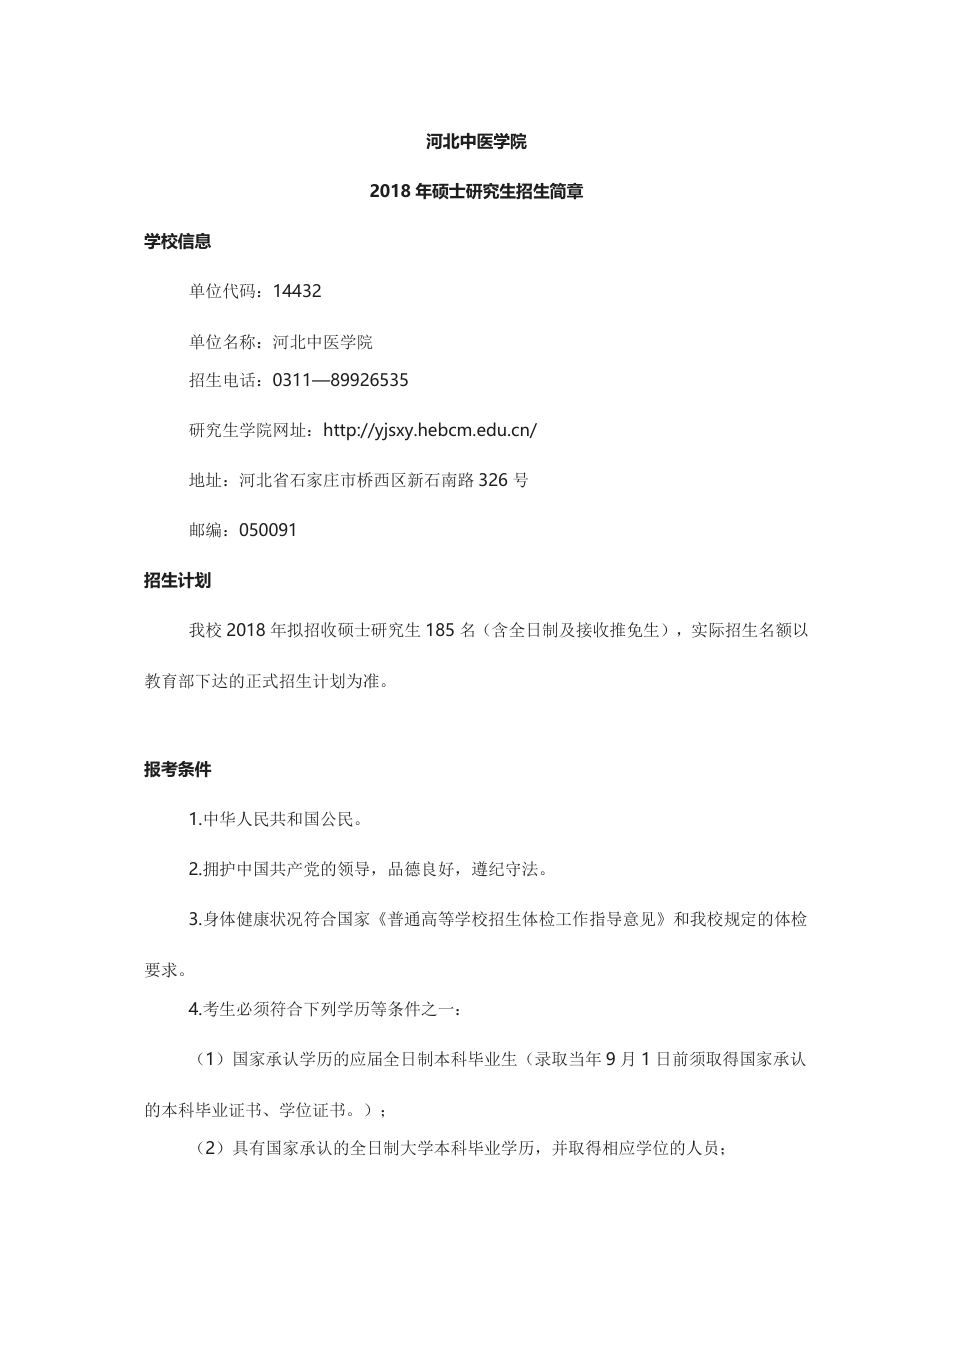 河北中医学院
2018 年硕士研究生招生简章
学校信息
单位代码：14432
单位名称：河北中医学院
招生电话：0311—89926535
研究生学院网址：http://yjsxy.hebcm.edu.cn/
地址：河北省石家庄市桥西区新石南路 326 号
邮编：050091
招生计划
我校 2018 年拟招收硕士研究生 185 名（含全日制及接收推免生），实际招生名额以
教育部下达的正式招生计划为准。
报考条件
1.中华人民共和国公民。
2.拥护中国共产党的领导，品德良好，遵纪守法。
3.身体健康状况符合国家《普通高等学校招生体检工作指导意见》和我校规定的体检
要求。
4.考生必须符合下列学历等条件之一：
（1）国家承认学历的应届全日制本科毕业生（录取当年 9 月 1 日前须取得国家承认
的本科毕业证书、学位证书。）；
（2）具有国家承认的全日制大学本科毕业学历，并取得相应学位的人员；